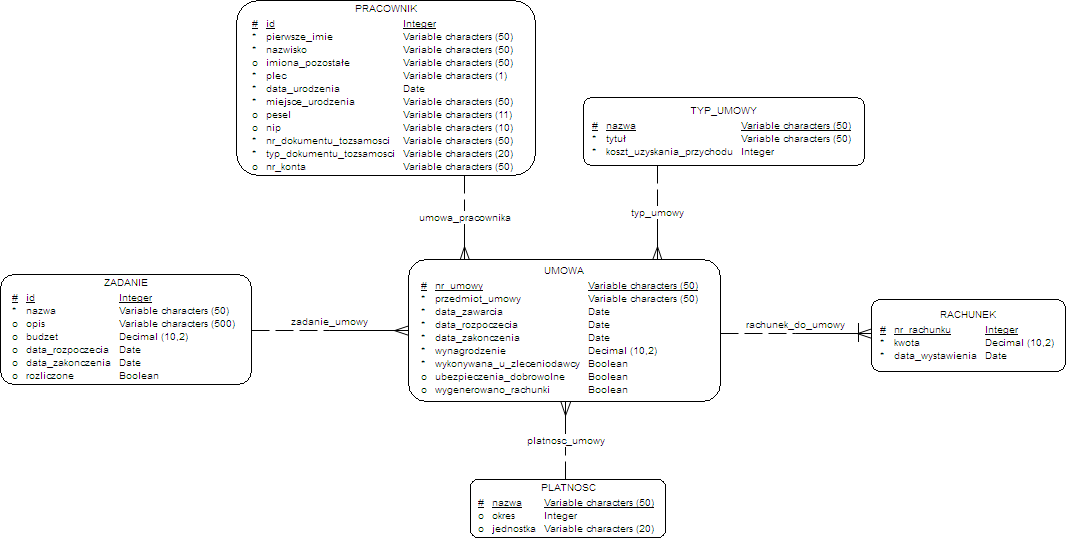 PRACOWNIK
# id Integer
* pierwsze_imie Variable characters (50)
* nazwisko Variable characters (50)
o imiona_pozostałe Variable characters (50)
* plec Variable characters (1)
* data_urodzenia Date
* miejsce_urodzenia Variable characters (50)
o pesel Variable characters (11)
o nip Variable characters (10)
* nr_dokumentu_tozsamosci Variable characters (50)
* typ_dokumentu_tozsamosci Variable characters (20)
o nr_konta Variable characters (50)
TYP_UMOWY
# nazwa Variable characters (50)
* tytuł Variable characters (50)
* koszt_uzyskania_przychodu Integer
umowa_pracownika
typ_umowy
ZADANIE
# id Integer
* nazwa Variable characters (50)
o opis Variable characters (500)
o budzet Decimal (10,2)
o data_rozpoczecia Date
o data_zakonczenia Date
o rozliczone Boolean
zadanie_umowy
UMOWA
# nr_umowy Variable characters (50)
* przedmiot_umowy Variable characters (50)
* data_zawarcia Date
* data_rozpoczecia Date
* data_zakonczenia Date
* wynagrodzenie Decimal (10,2)
* wykonywana_u_zleceniodawcy Boolean
o ubezpieczenia_dobrowolne Boolean
o wygenerowano_rachunki Boolean
rachunek_do_umowy
RACHUNEK
# nr_rachunku Integer
* kwota Decimal (10,2)
* data_wystawienia Date
platnosc_umowy
PLATNOSC
# nazwa Variable characters (50)
o okres Integer
o jednostka Variable characters (20)